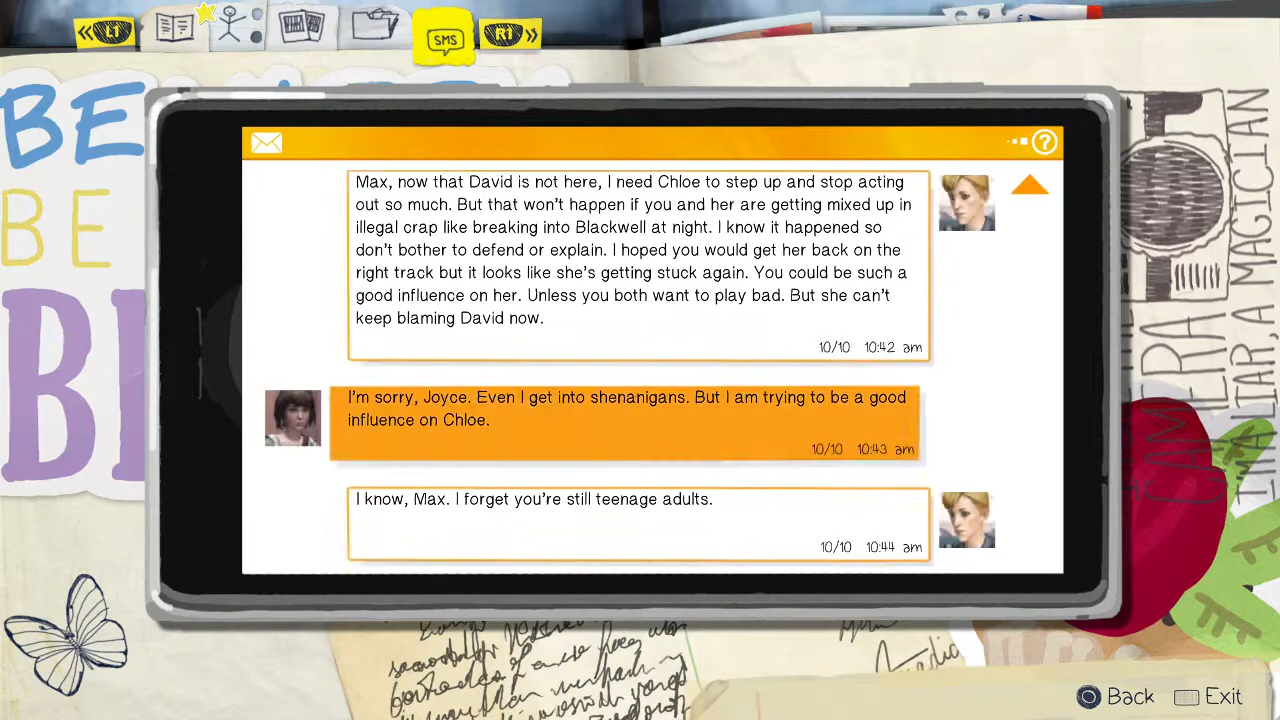 L1
SMS
R1
BE
BE
Max, now that David is not here, I need Chloe to step up and stop acting
out so much. But that won't happen if you and her are getting mixed up in
illegal crap like breaking into Blackwell at night. I know it happened so
don't bother to defend or explain. I hoped you would get her back on the
right track but it looks like she's getting stuck again. You could be such a
good influence on her. Unless you both want to play bad. But she can't
keep blaming David now.
10/10 10:42 am
I'm sorry, Joyce. Even I get into shenanigans. But I am trying to be a good
influence on Chloe.
10/10 10:43 am
I know, Max. I forget you're still teenage adults.
10/10 10:44 am
LIAR, A MAGICIAN
Back
Exit